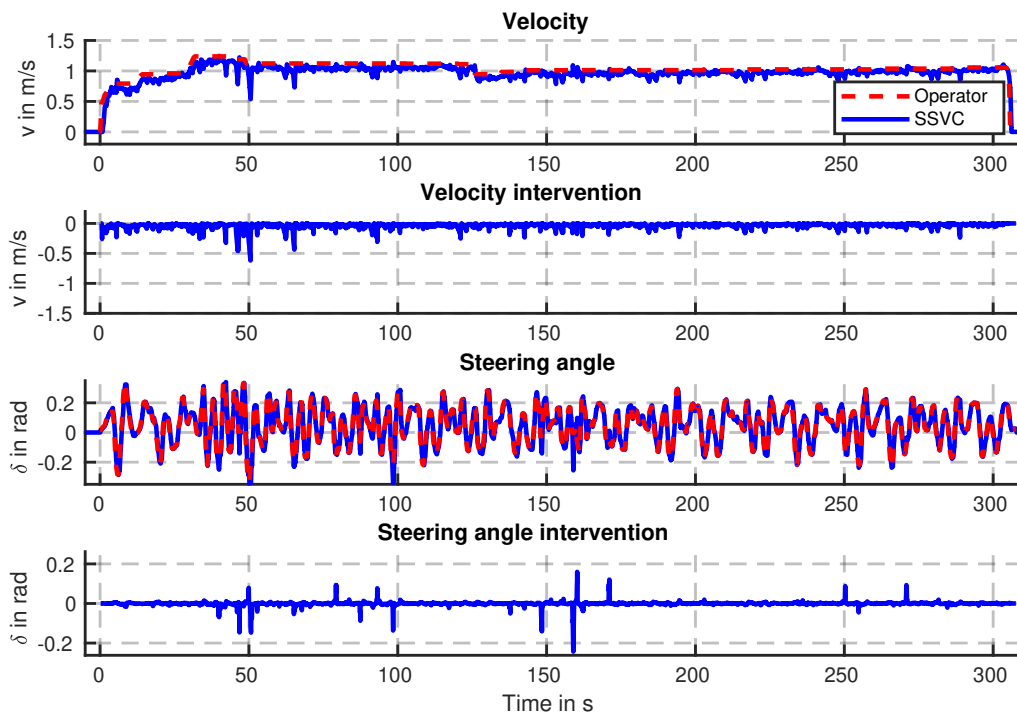 Velocity
1.5
1
0.5
0
v in m/s
Operator
SSVC
0 50 100 150 200 250 300
Velocity intervention
0
-0.5
-1
-1.5
v in m/s
0 50 100 150 200 250 300
Steering angle
0.2
0
-0.2
δ in rad
0 50 100 150 200 250 300
Steering angle intervention
0.2
0
-0.2
δ in rad
0 50 100 150 200 250 300
Time in s